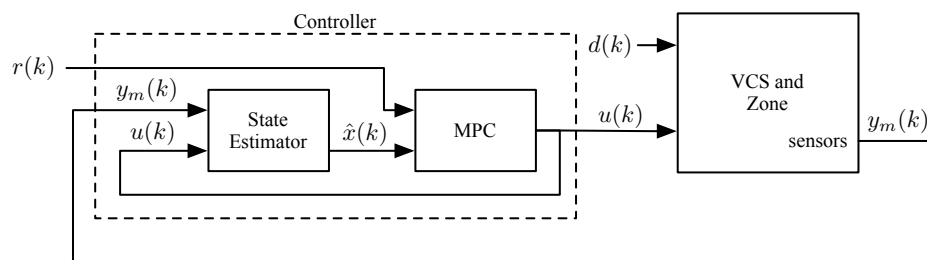 Controller
r(k)
y_m(k)
u(k)
State
Estimator
x̂(k)
MPC
u(k)
d(k)
VCS and
Zone
sensors
y_m(k)